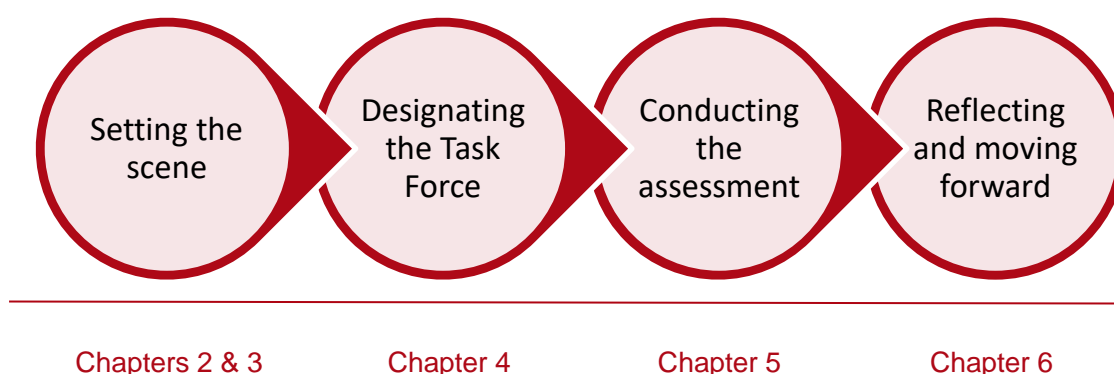 Setting the
scene
Designating
the Task
Force
Conducting
the
assessment
Reflecting
and moving
forward
Chapters 2 & 3
Chapter 4
Chapter 5
Chapter 6